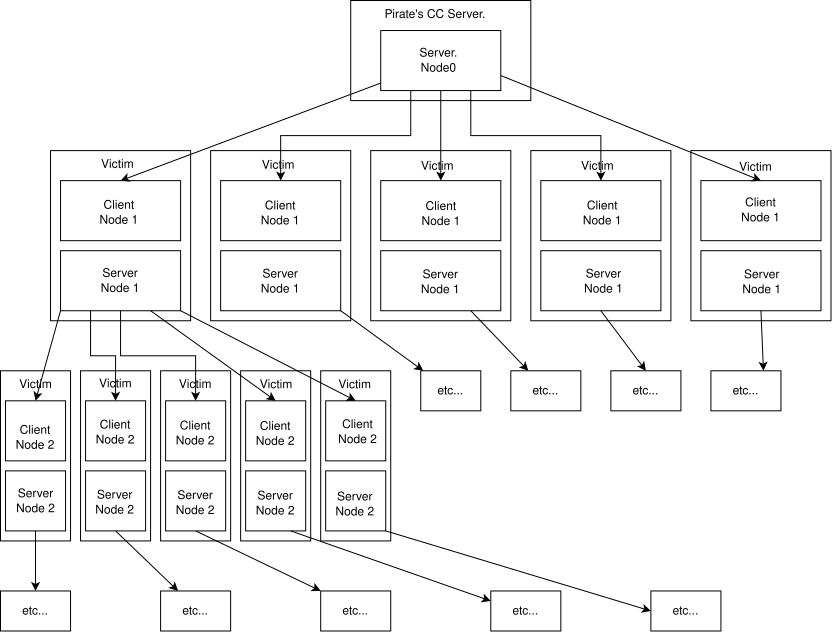 Pirate's CC Server.
Server.
Node0
Victim
Victim
Victim
Victim
Victim
Client
Node 1
Client
Node 1
Client
Node 1
Client
Node 1
Client
Node 1
Server
Node 1
Server
Node 1
Server
Node 1
Server
Node 1
Server
Node 1
etc...
etc...
etc...
etc...
Victim
Victim
Victim
Victim
Victim
Client
Node 2
Client
Node 2
Client
Node 2
Client
Node 2
Client
Node 2
Server
Node 2
Server
Node 2
Server
Node 2
Server
Node 2
Server
Node 2
etc...
etc...
etc...
etc...
etc...